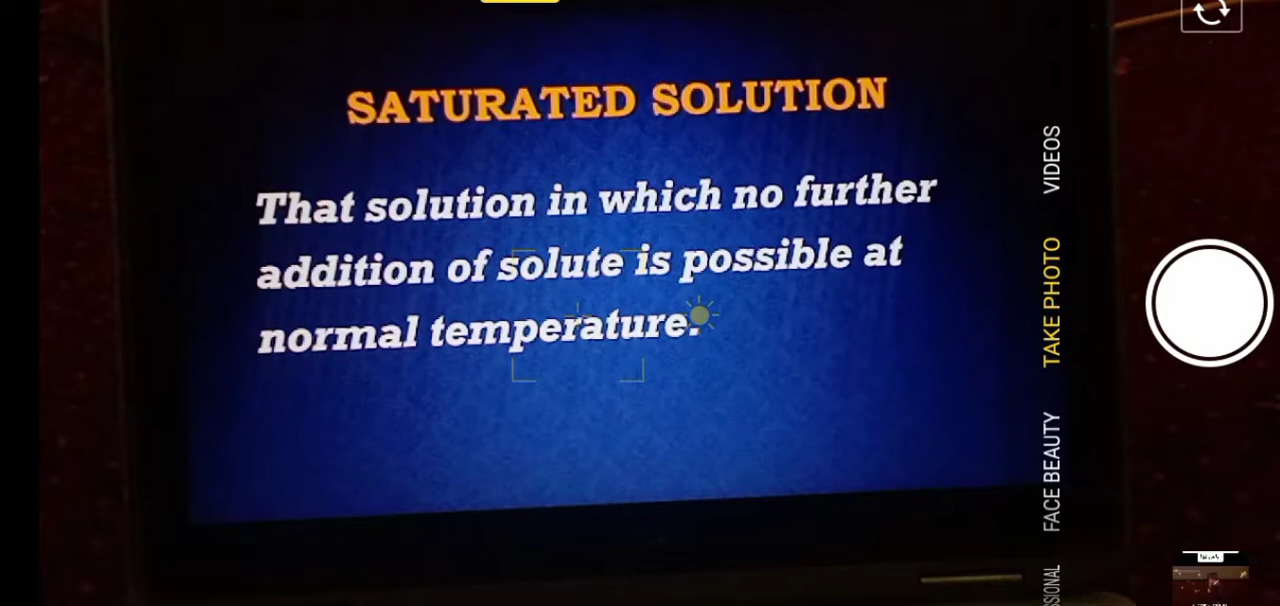 SATURATED SOLUTION
That solution in which no further
addition of solute is possible at
normal temperature.
VIDEOS
TAKE PHOTO
FACE BEAUTY